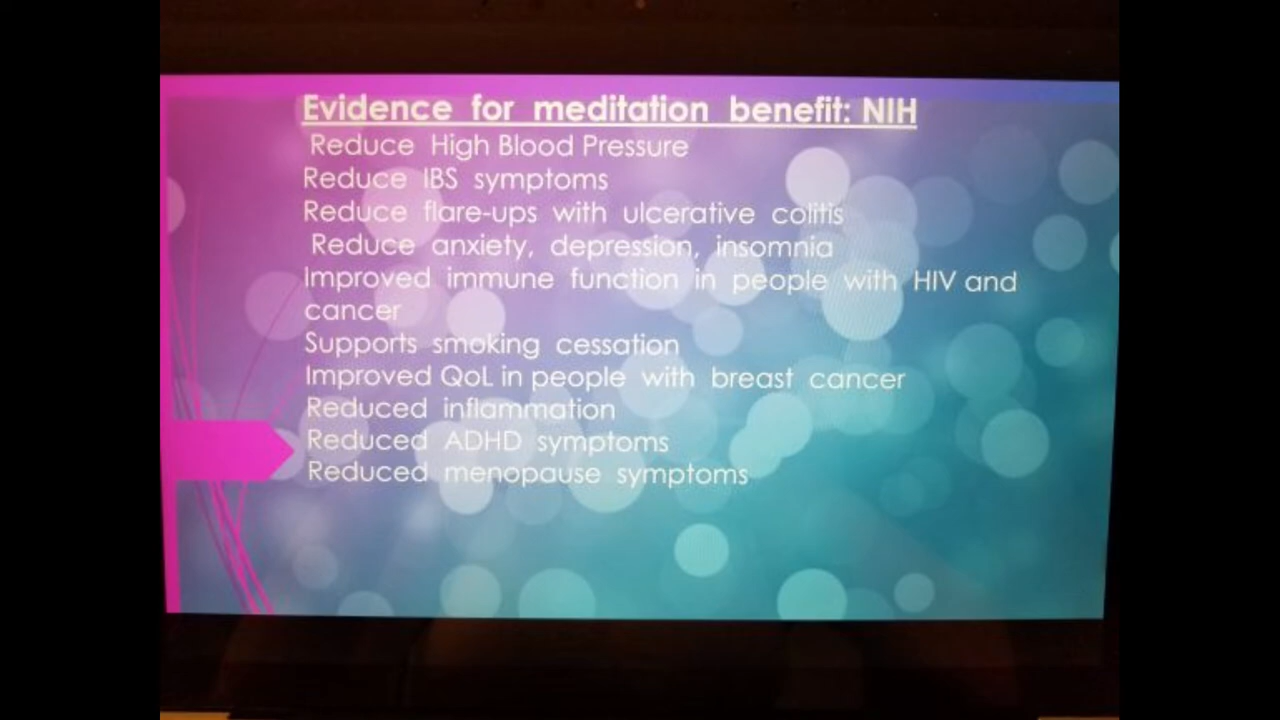 Evidence for meditation benefit: NIH
Reduce High Blood Pressure
Reduce IBS symptoms
Reduce flare-ups with ulcerative colitis
Reduce anxiety, depression, insomnia
Improved immune function in people with HIV and
cancer
Supports smoking cessation
Improved QoL in people with breast cancer
Reduced inflammation
Reduced ADHD symptoms
Reduced menopause symptoms